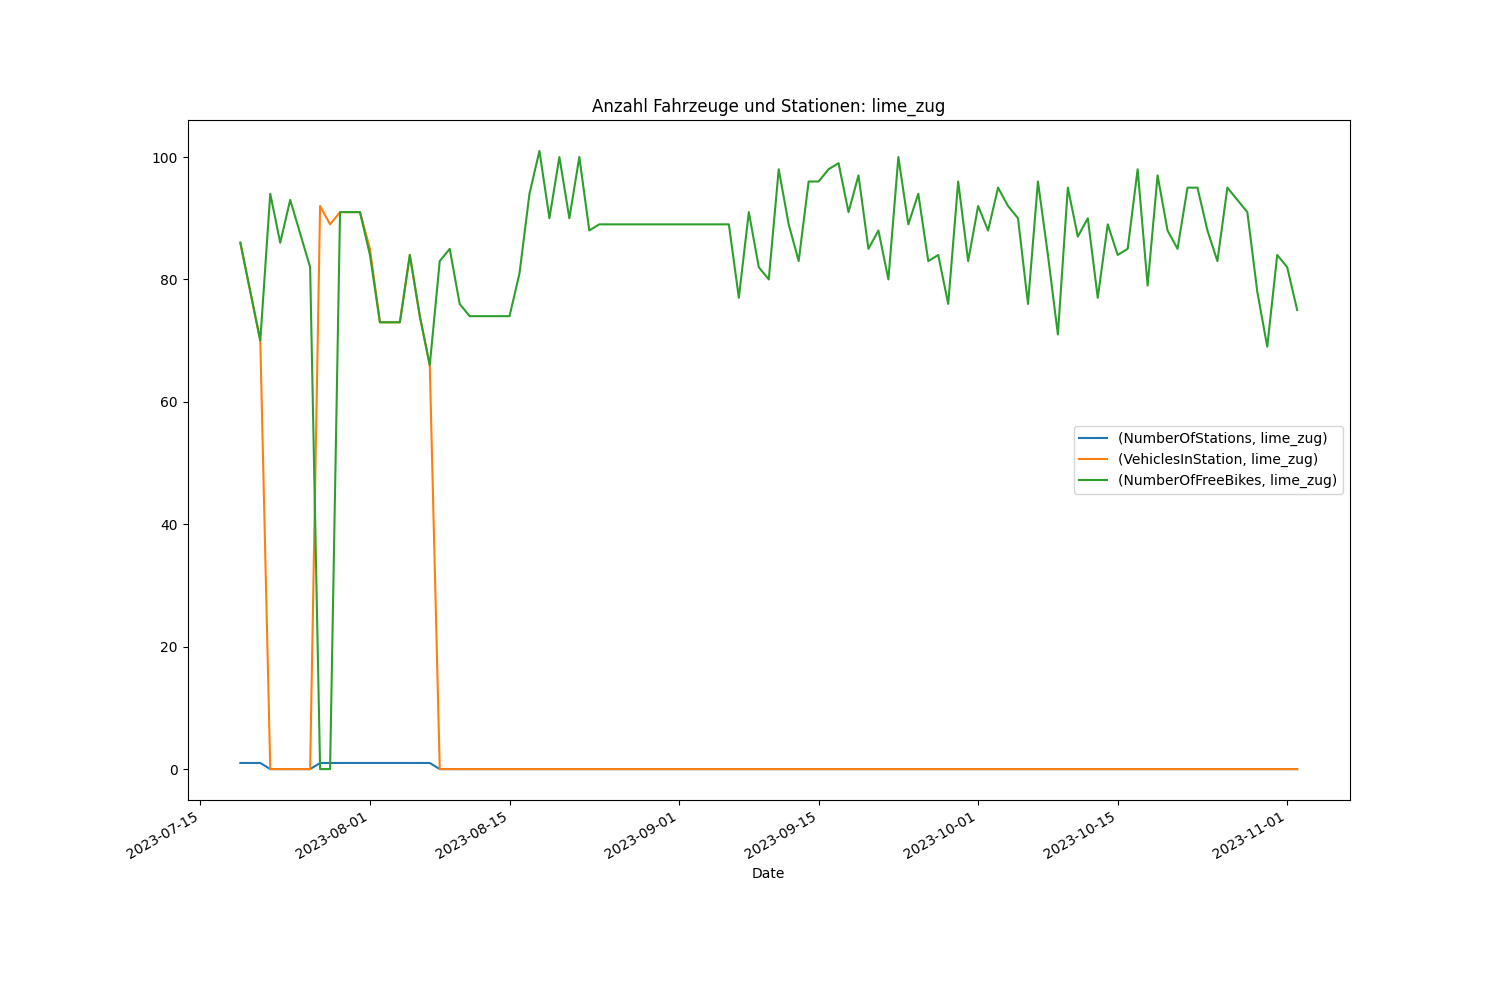 Anzahl Fahrzeuge und Stationen: lime_zug
100
80
60
40
20
0
(NumberOfStations, lime_zug)
(VehiclesInStation, lime_zug)
(NumberOfFreeBikes, lime_zug)
2023-07-15
2023-08-01
2023-08-15
2023-09-01
2023-09-15
2023-10-01
2023-10-15
2023-11-01
Date